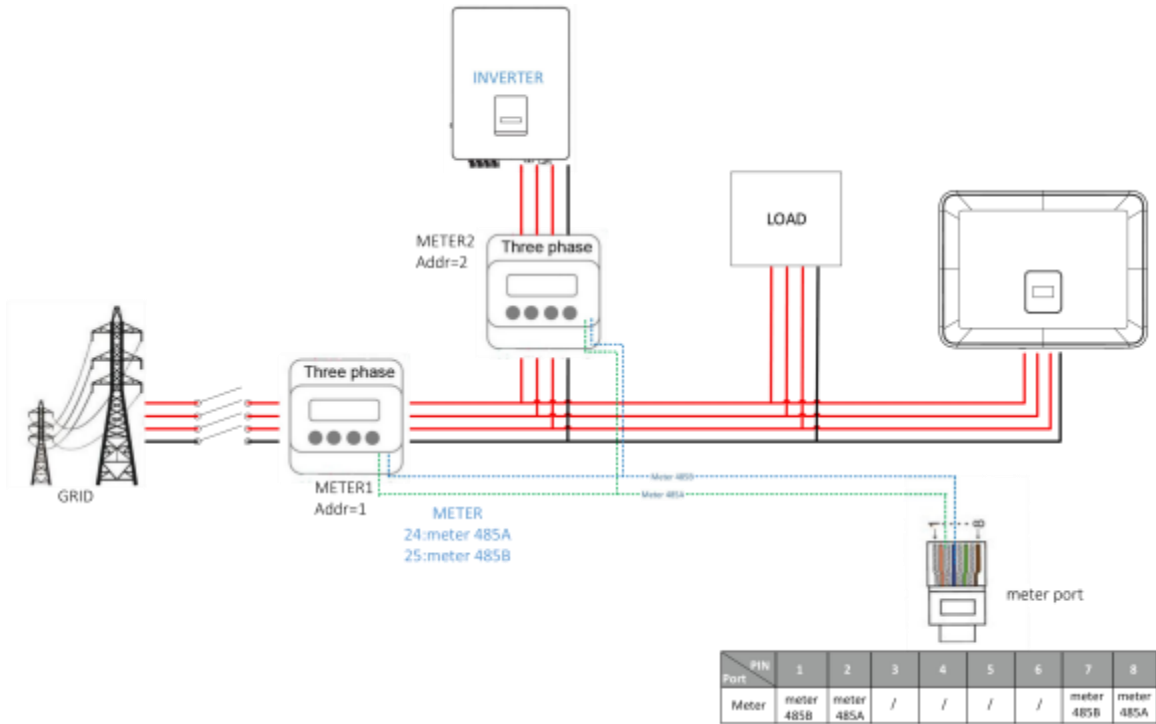 INVERTER
METER2
Addr=2
Three phase
LOAD
Three phase
GRID
METER1
Addr=1
Meter 485B
Meter 485A
METER
24:meter 485A
25:meter 485B
1 8
meter port
PIN
Port
1 2 3 4 5 6 7 8
Meter meter 485B meter 485A / / / / meter 485B meter 485A